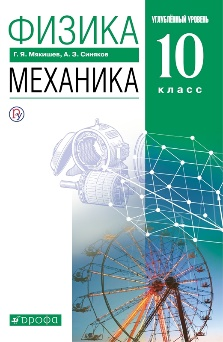 ФИЗИКА
Г. Я. Мякишев, А. З. Синяков
МЕХАНИКА
УГЛУБЛЁННЫЙ УРОВЕНЬ
10
КЛАСС
дрофа